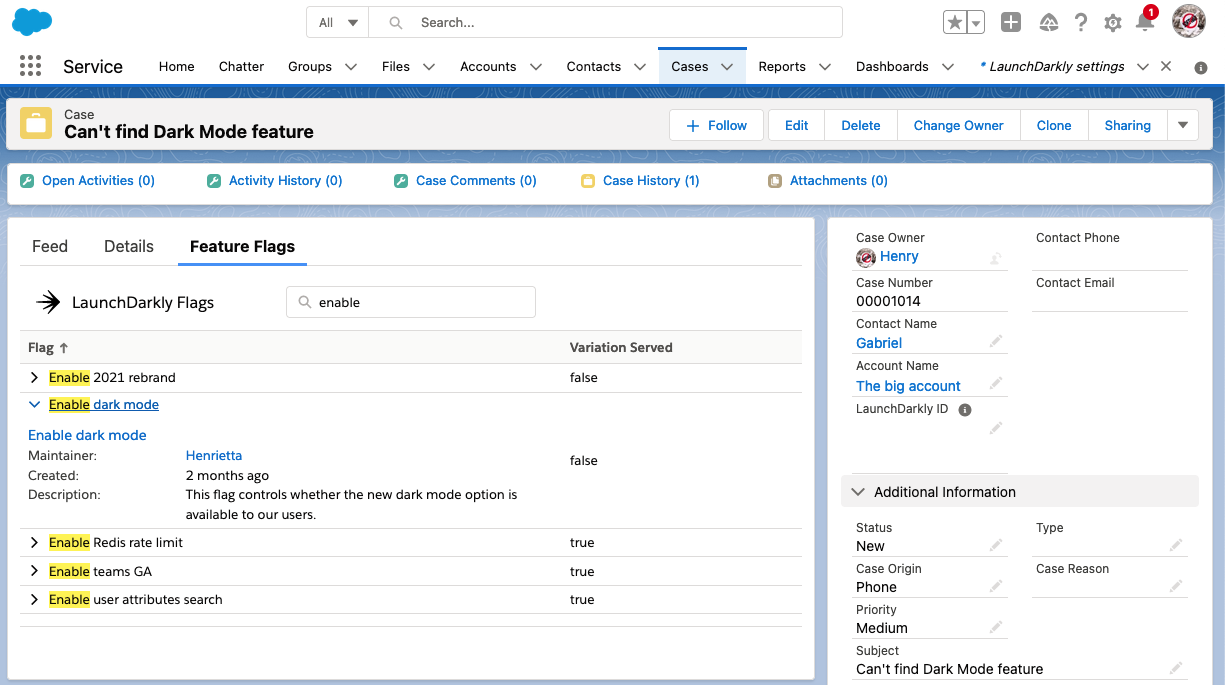 All
Search...
1
Service
Home
Chatter
Groups
Files
Accounts
Contacts
Cases
Reports
Dashboards
* LaunchDarkly settings
Case
Can't find Dark Mode feature
Follow
Edit
Delete
Change Owner
Clone
Sharing
Open Activities (0)
Activity History (0)
Case Comments (0)
Case History (1)
Attachments (0)
Feed
Details
Feature Flags
LaunchDarkly Flags
enable
Flag ↑
Variation Served
Enable 2021 rebrand
false
Enable dark mode
Enable dark mode
Maintainer:
Henrietta
Created:
2 months ago
Description:
This flag controls whether the new dark mode option is
available to our users.
false
Enable Redis rate limit
true
Enable teams GA
true
Enable user attributes search
true
Case Owner
Henry
Contact Phone
Case Number
00001014
Contact Email
Contact Name
Gabriel
Account Name
The big account
LaunchDarkly ID
Additional Information
Status
New
Type
Case Origin
Phone
Case Reason
Priority
Medium
Subject
Can't find Dark Mode feature